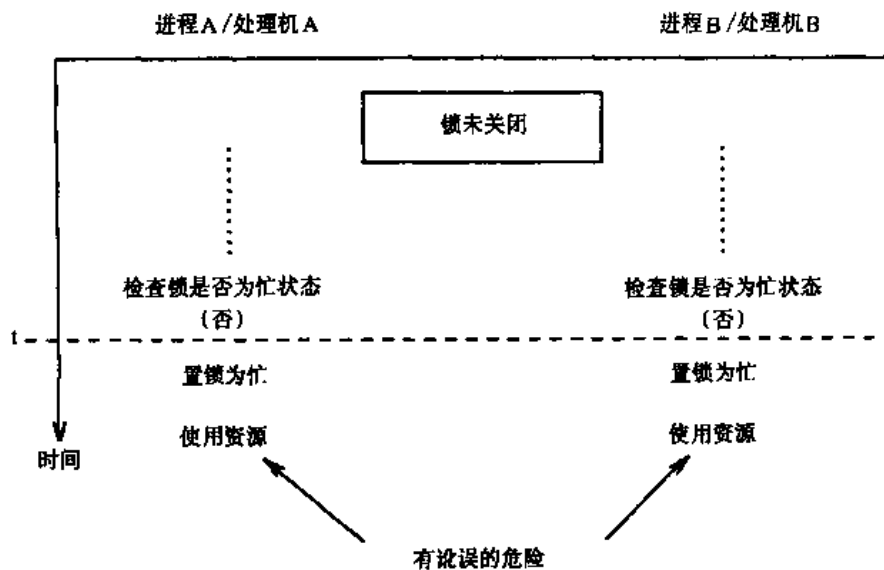 进程A/处理机A
进程B/处理机B
锁未关闭
检查锁是否为忙状态
(否)
检查锁是否为忙状态
(否)
t
置锁为忙
置锁为忙
使用资源
使用资源
时间
有设误的危险